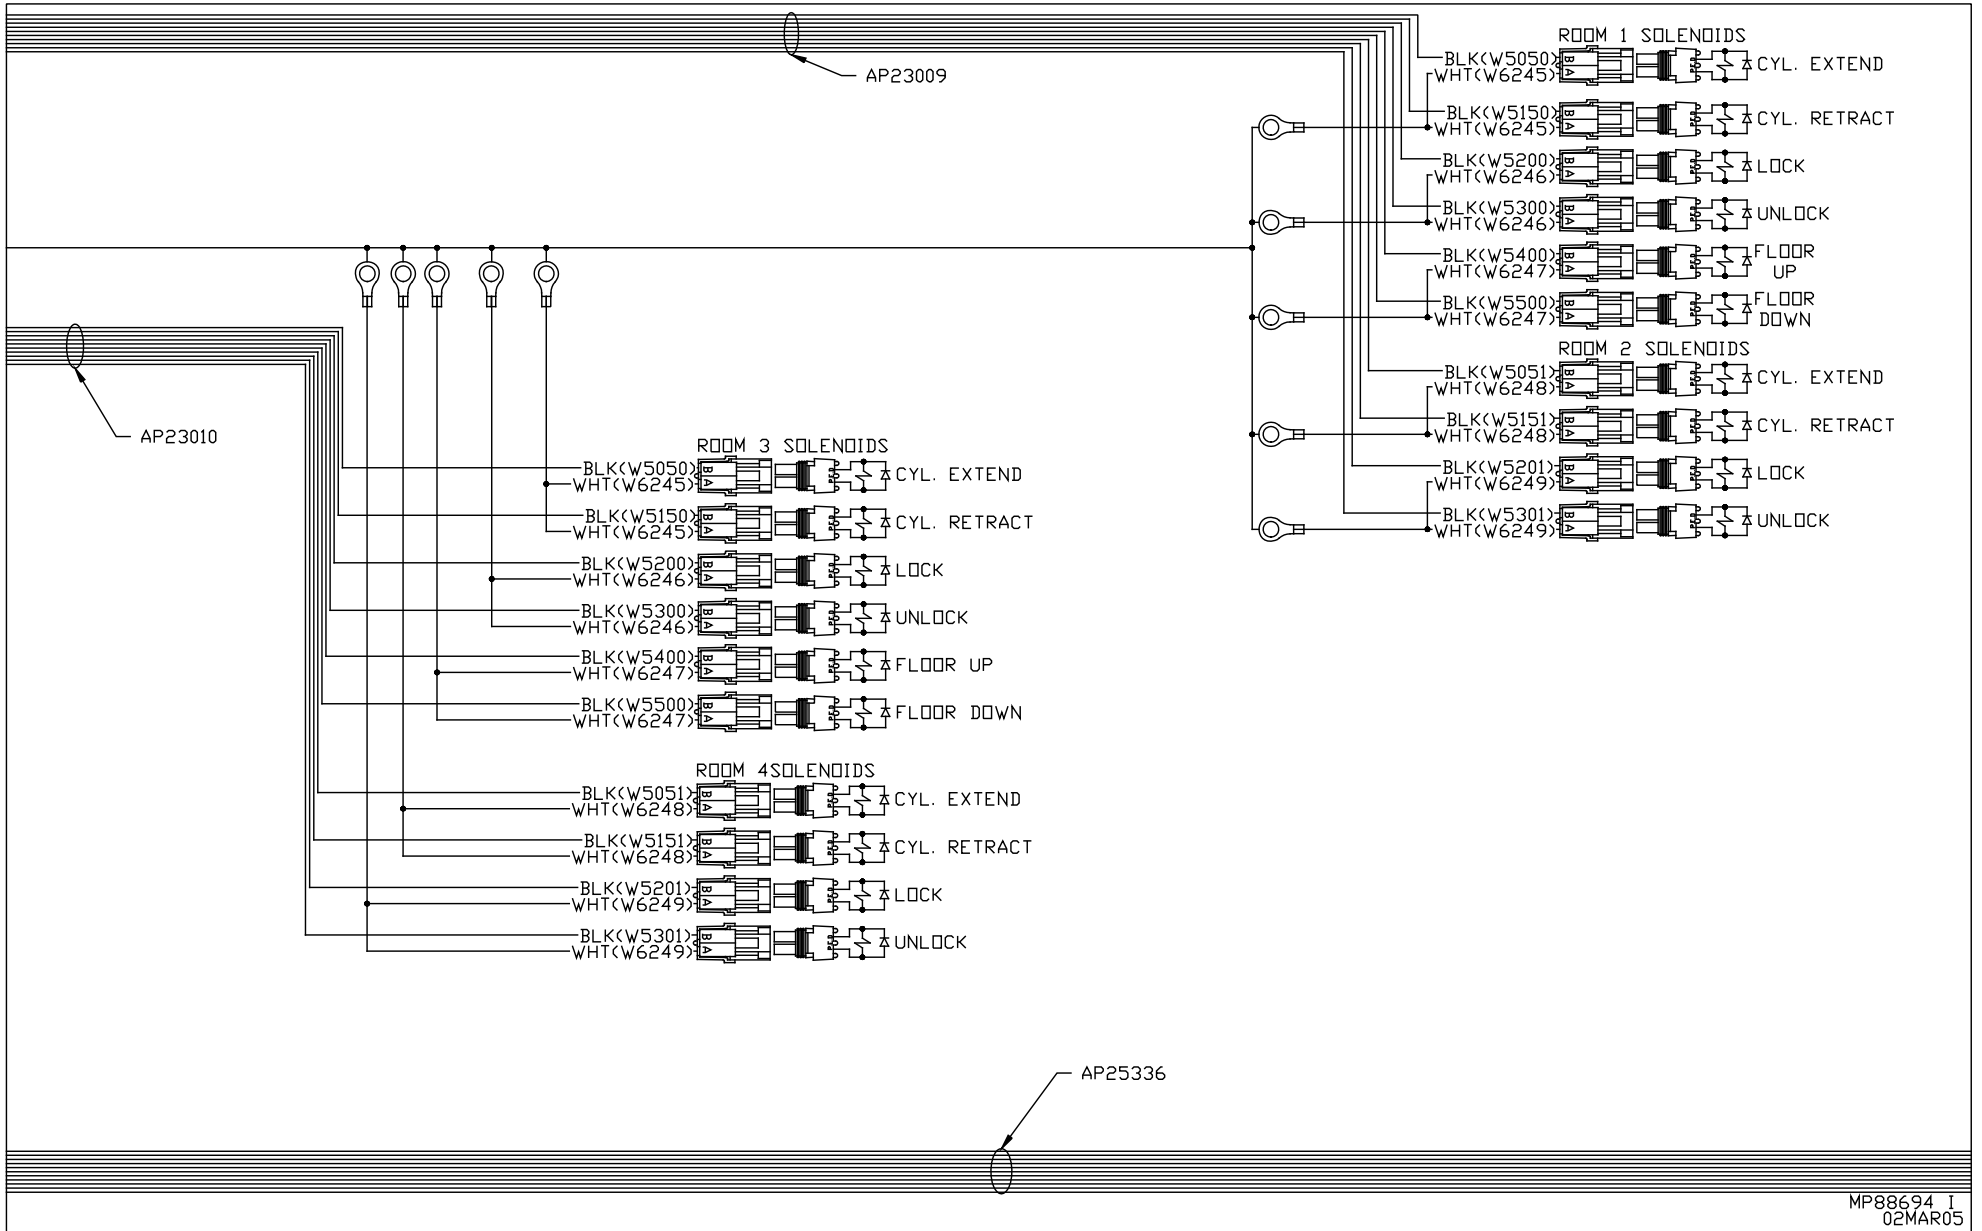 AP23009
ROOM 1 SOLENOIDS
BLK(W5050) B CYL. EXTEND
WHT(W6245) A
BLK(W5150) B CYL. RETRACT
WHT(W6245) A
BLK(W5200) B LOCK
WHT(W6246) A
BLK(W5300) B UNLOCK
WHT(W6246) A
BLK(W5400) B FLOOR
WHT(W6247) A UP
BLK(W5500) B FLOOR
WHT(W6247) A DOWN
ROOM 2 SOLENOIDS
BLK(W5051) B CYL. EXTEND
WHT(W6248) A
BLK(W5151) B CYL. RETRACT
WHT(W6248) A
BLK(W5201) B LOCK
WHT(W6249) A
BLK(W5301) B UNLOCK
WHT(W6249) A
AP23010
ROOM 3 SOLENOIDS
BLK(W5050) B CYL. EXTEND
WHT(W6245) A
BLK(W5150) B CYL. RETRACT
WHT(W6245) A
BLK(W5200) B LOCK
WHT(W6246) A
BLK(W5300) B UNLOCK
WHT(W6246) A
BLK(W5400) B FLOOR UP
WHT(W6247) A
BLK(W5500) B FLOOR DOWN
WHT(W6247) A
ROOM 4SOLENOIDS
BLK(W5051) B CYL. EXTEND
WHT(W6248) A
BLK(W5151) B CYL. RETRACT
WHT(W6248) A
BLK(W5201) B LOCK
WHT(W6249) A
BLK(W5301) B UNLOCK
WHT(W6249) A
AP25336
MP88694 I
02MAR05